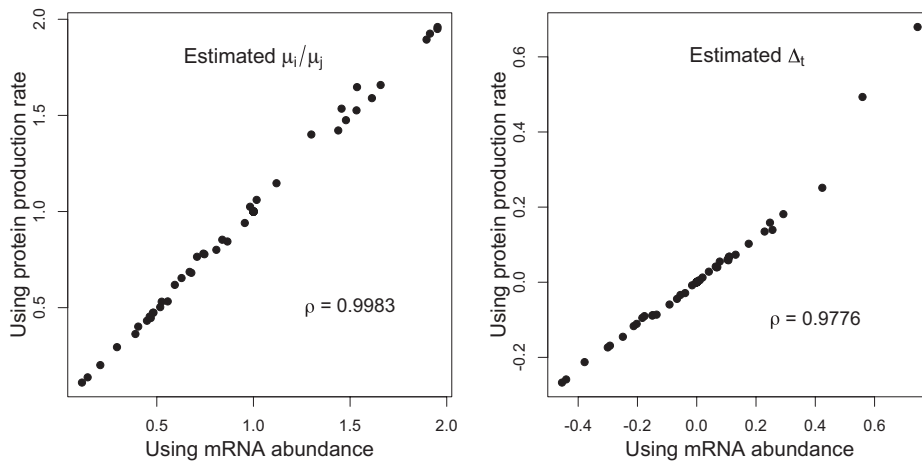 Estimated μi/μj
Using protein production rate
2.0
1.5
1.0
0.5
ρ = 0.9983
0.5 1.0 1.5 2.0
Using mRNA abundance
Estimated Δt
Using protein production rate
0.6
0.4
0.2
0.0
-0.2
ρ = 0.9776
-0.4 -0.2 0.0 0.2 0.4 0.6
Using mRNA abundance